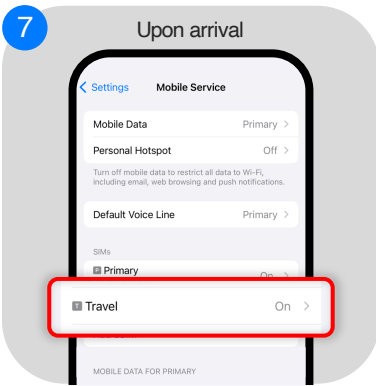 7
Upon arrival
Settings Mobile Service
Mobile Data Primary
Personal Hotspot Off
Turn off mobile data to restrict all data to Wi-Fi,
including email, web browsing and push notifications.
Default Voice Line Primary
SIMs
P Primary On
T Travel On
MOBILE DATA FOR PRIMARY